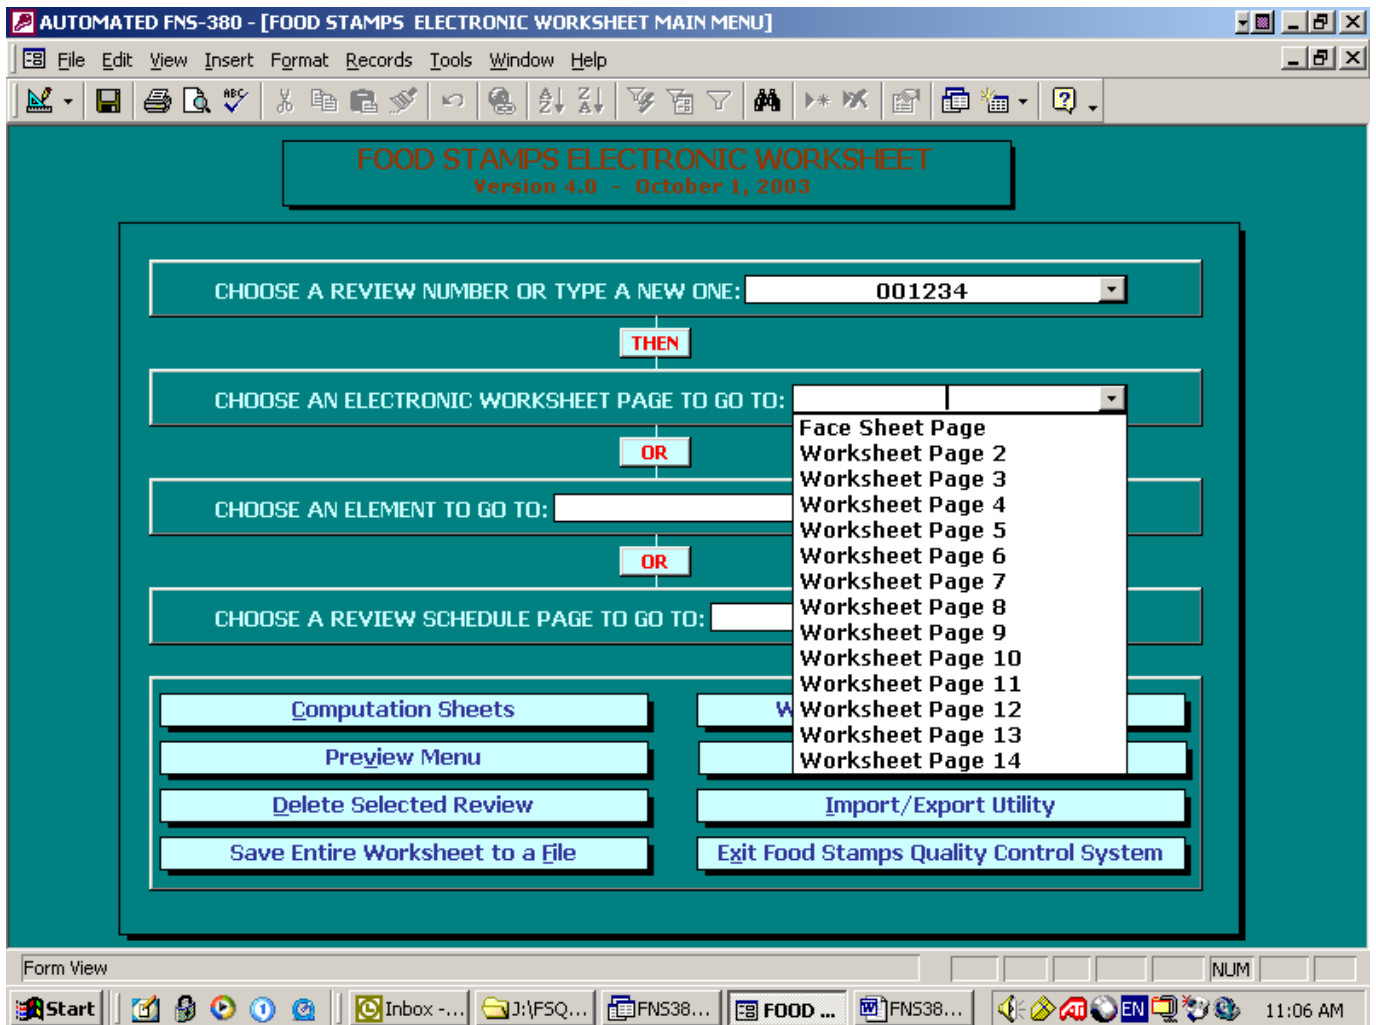 AUTOMATED FNS-380 - [FOOD STAMPS  ELECTRONIC WORKSHEET MAIN MENU]
File Edit View Insert Format Records Tools Window Help
FOOD STAMPS ELECTRONIC WORKSHEET
Version 4.0 - October 1, 2003
CHOOSE A REVIEW NUMBER OR TYPE A NEW ONE: 001234
THEN
CHOOSE AN ELECTRONIC WORKSHEET PAGE TO GO TO:
Face Sheet Page
OR
Worksheet Page 2
Worksheet Page 3
Worksheet Page 4
CHOOSE AN ELEMENT TO GO TO:
Worksheet Page 5
Worksheet Page 6
OR
Worksheet Page 7
Worksheet Page 8
CHOOSE A REVIEW SCHEDULE PAGE TO GO TO:
Worksheet Page 9
Worksheet Page 10
Worksheet Page 11
Computation Sheets
W
Worksheet Page 12
Worksheet Page 13
Preview Menu
Worksheet Page 14
Delete Selected Review
Import/Export Utility
Save Entire Worksheet to a File
Exit Food Stamps Quality Control System
Form View
NUM
Start
Inbox -...
J:\FSQ...
FNS38...
FOOD ...
FNS38...
EN
11:06 AM